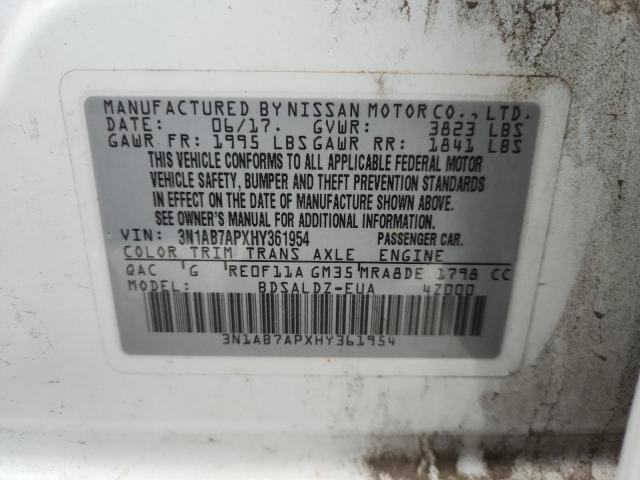 MANUFACTURED BY NISSAN MOTOR CO., LTD.
DATE: 06/17. GVWR: 3823 LBS
GAWR FR: 1995 LBS GAWR RR: 1841 LBS
THIS VEHICLE CONFORMS TO ALL APPLICABLE FEDERAL MOTOR
VEHICLE SAFETY, BUMPER AND THEFT PREVENTION STANDARDS
IN EFFECT ON THE DATE OF MANUFACTURE SHOWN ABOVE.
SEE OWNER'S MANUAL FOR ADDITIONAL INFORMATION.
VIN: 3N1AB7APXHY361954 PASSENGER CAR.
COLOR TRIM TRANS AXLE ENGINE
QAC G RE0F11A GM35 MRA8DE 1798 CC
MODEL: BDSALDZ-EUA 4Z000
3N1AB7APXHY361954